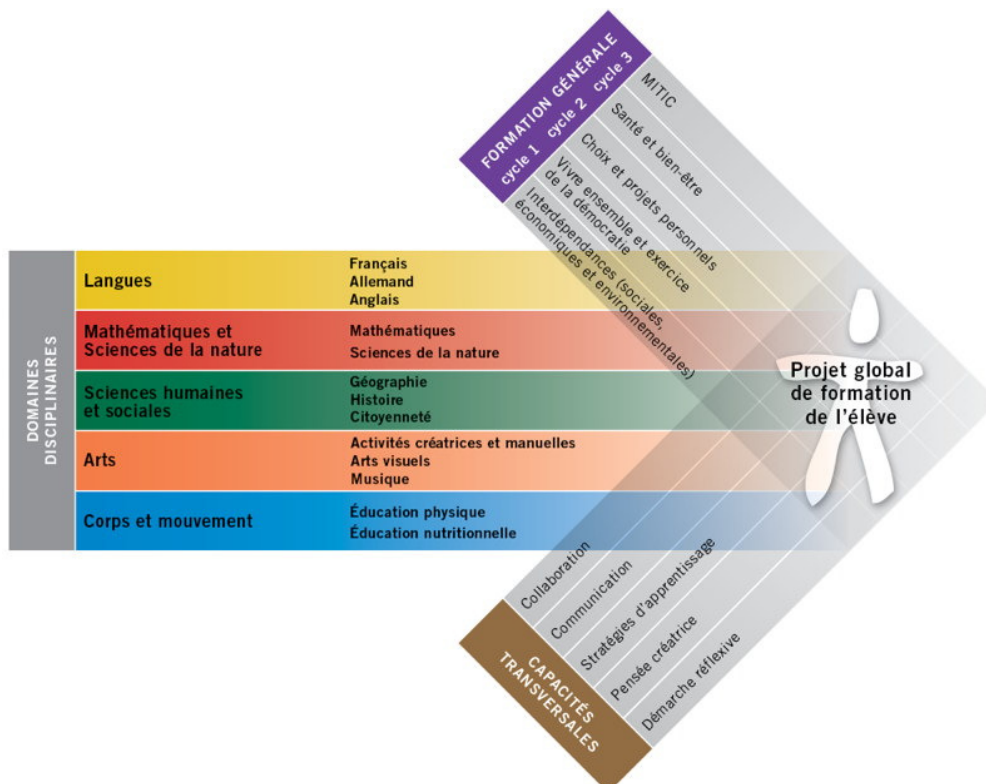 FORMATION GÉNÉRALE
cycle 1 cycle 2 cycle 3
MITIC
Santé et bien-être
Choix et projets personnels
Vivre ensemble et exercice
de la démocratie
Interdépendances (sociales,
économiques et environnementales)
DOMAINES
DISCIPLINAIRES
Langues
Français
Allemand
Anglais
Mathématiques et
Sciences de la nature
Mathématiques
Sciences de la nature
Sciences humaines
et sociales
Géographie
Histoire
Citoyenneté
Arts
Activités créatrices et manuelles
Arts visuels
Musique
Corps et mouvement
Éducation physique
Éducation nutritionnelle
Projet global
de formation
de l'élève
Collaboration
Communication
Stratégies d'apprentissage
Pensée créatrice
Démarche réflexive
CAPACITÉS
TRANSVERSALES